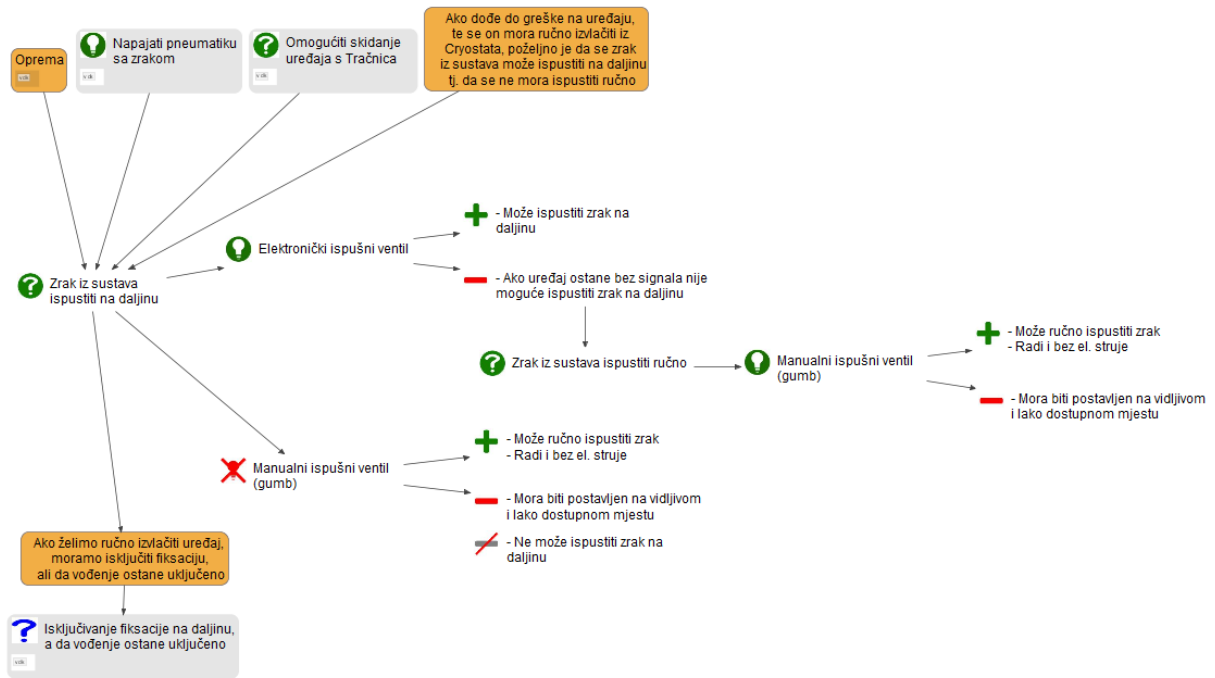 Oprema
Napajati pneumatiku
sa zrakom
Omogućiti skidanje
uređaja s Tračnica
Ako dođe do greške na uređaju,
te se on mora ručno izvlačiti iz
Cryostata, poželjno je da se zrak
iz sustava može ispustiti na daljinu
tj. da se ne mora ispustiti ručno
- Može ispustiti zrak na
daljinu
Elektronički ispušni ventil
- Ako uređaj ostane bez signala nije
moguće ispustiti zrak na daljinu
Zrak iz sustava
ispustiti na daljinu
Zrak iz sustava ispustiti ručno
Manualni ispušni ventil
(gumb)
- Može ručno ispustiti zrak
- Radi i bez el. struje
- Mora biti postavljen na vidljivom
i lako dostupnom mjestu
Manualni ispušni ventil
(gumb)
- Može ručno ispustiti zrak
- Radi i bez el. struje
- Mora biti postavljen na vidljivom
i lako dostupnom mjestu
- Ne može ispustiti zrak na
daljinu
Ako želimo ručno izvlačiti uređaj,
moramo isključiti fiksaciju,
ali da vođenje ostane uključeno
Isključivanje fiksacije na daljinu,
a da vođenje ostane uključeno